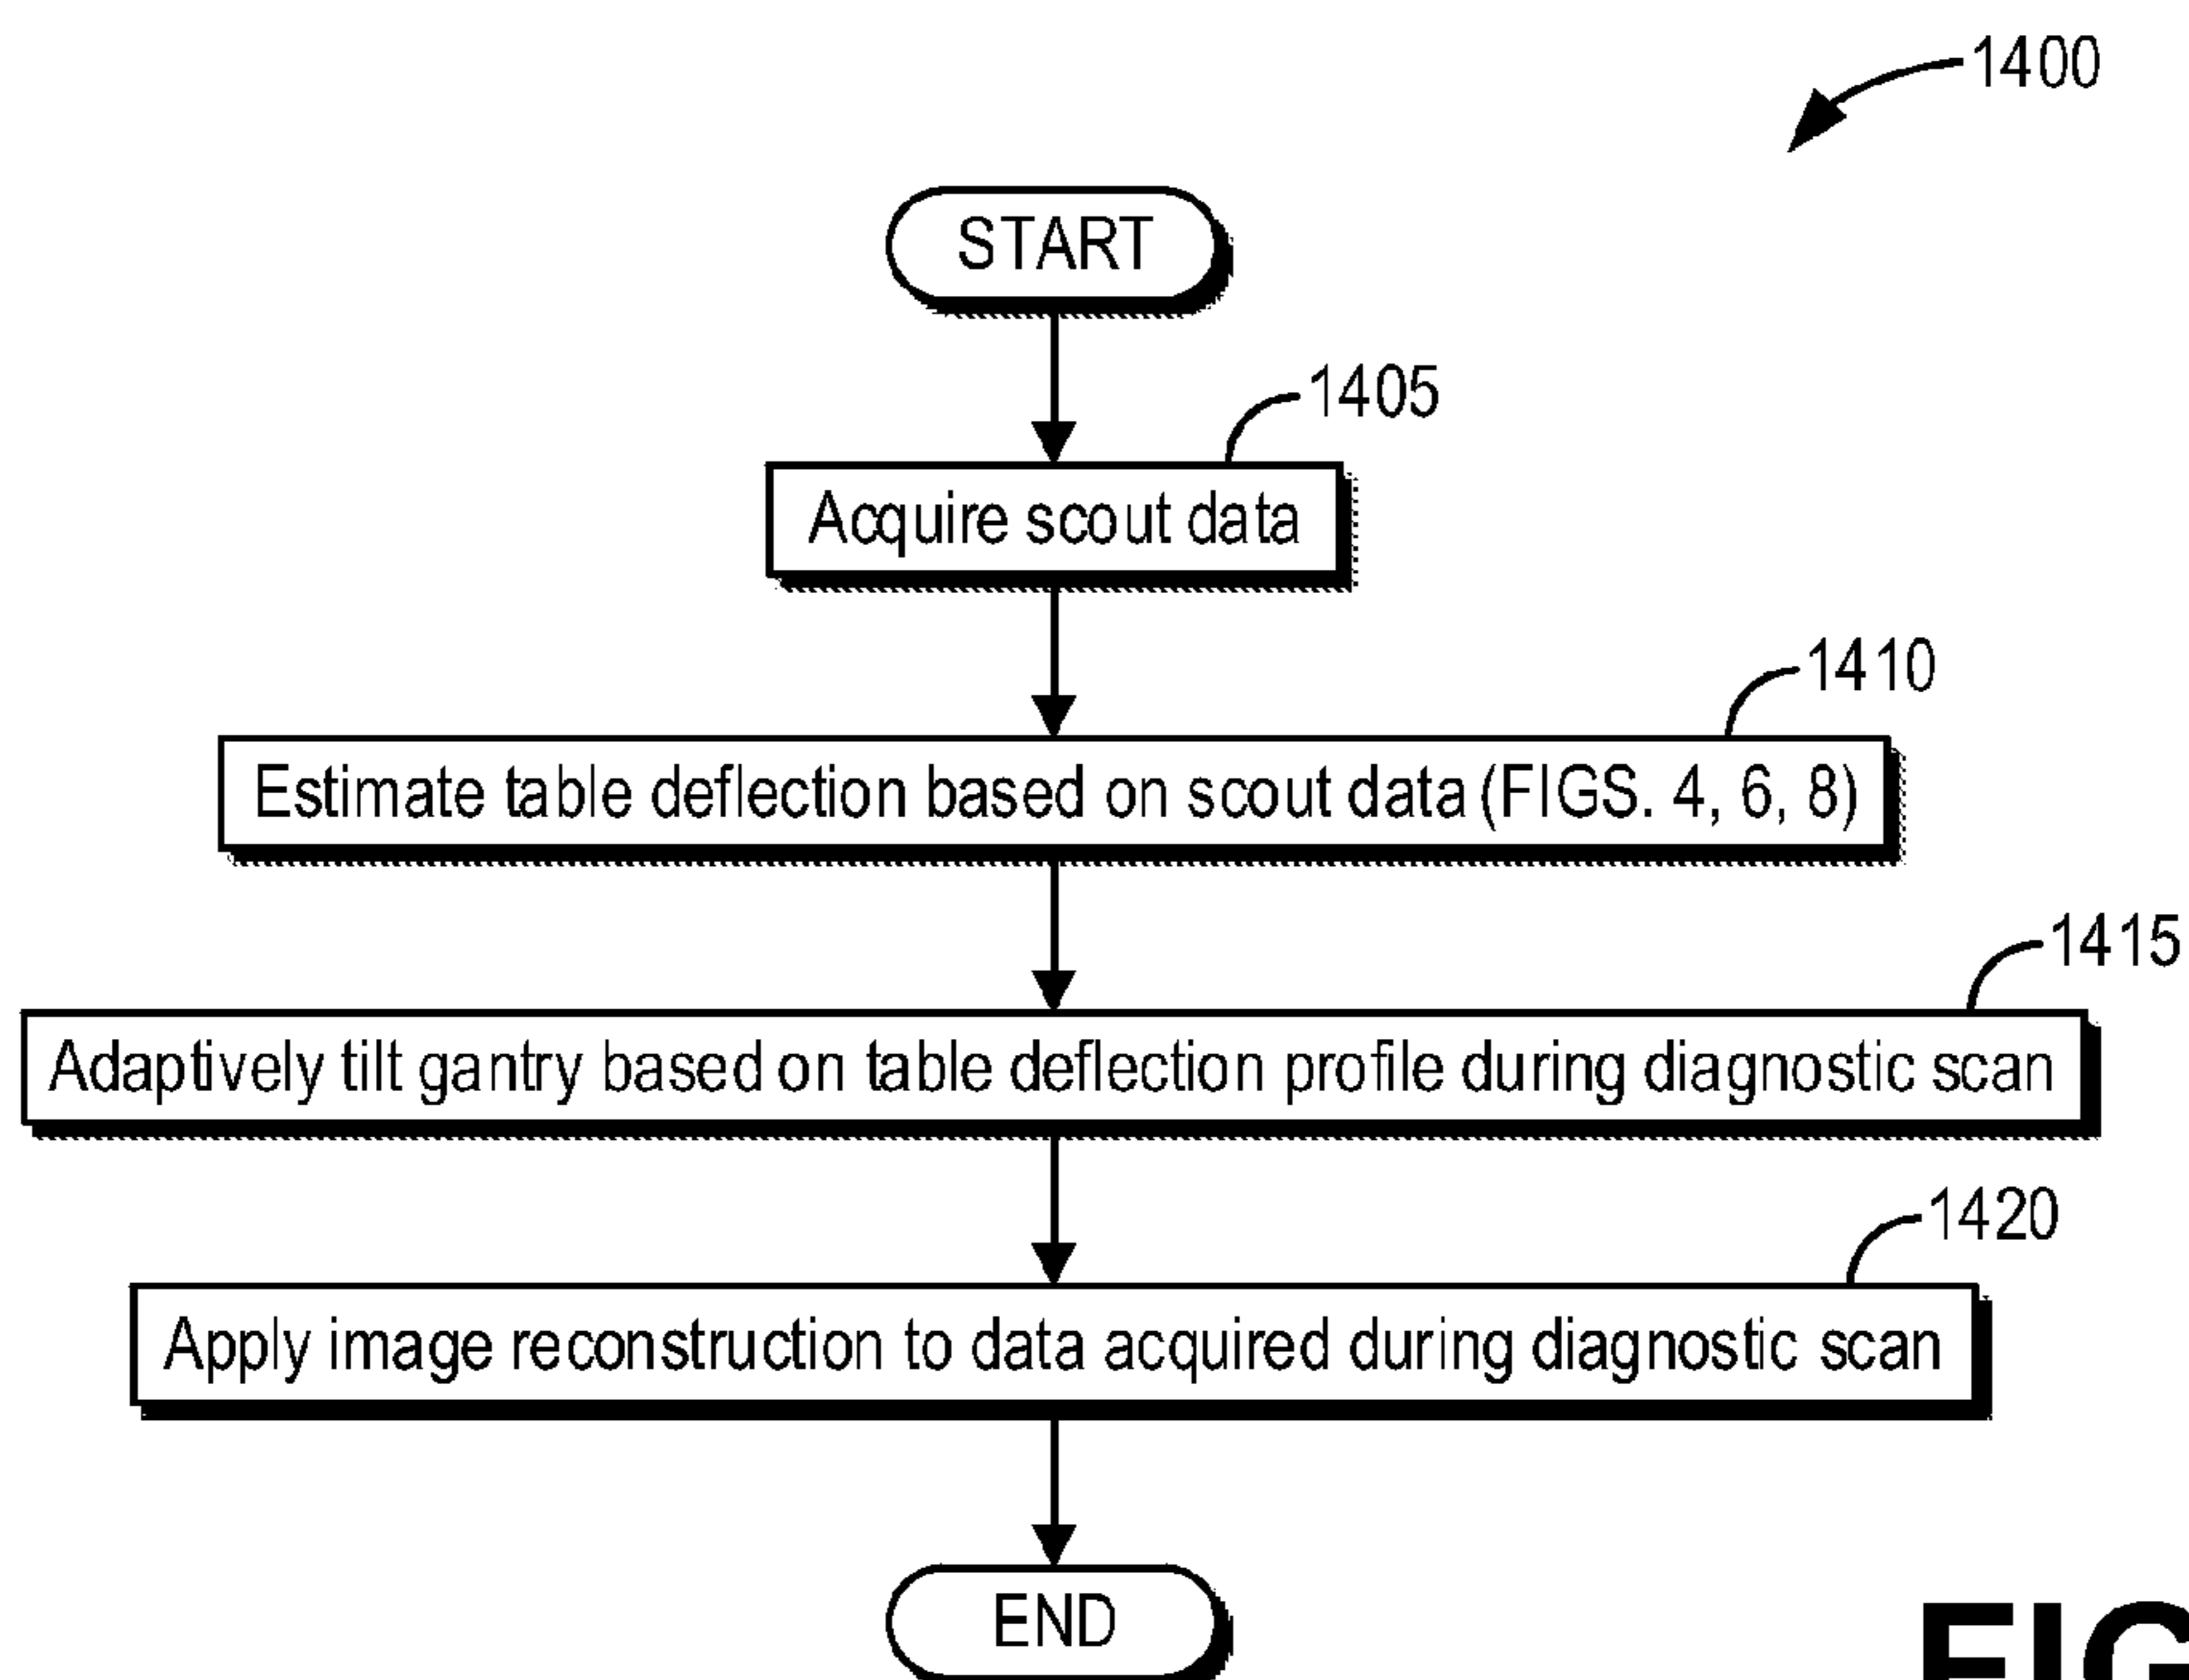 1400
START
1405
Acquire scout data
1410
Estimate table deflection based on scout data (FIGS. 4, 6, 8)
1415
Adaptively tilt gantry based on table deflection profile during diagnostic scan
1420
Apply image reconstruction to data acquired during diagnostic scan
END
FIG